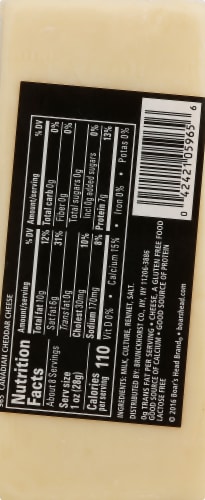 CANADIAN CHEDDAR CHEESE
Nutrition
Facts
About 8 Servings
Serv size
1 oz (28g)
Calories 110
per serving
Amount/serving % DV
Total fat 10g 12%
Sat fat 6g 31%
Trans fat 0g
Cholest 30mg 10%
Sodium 170mg 8%
Amount/serving % DV
Total carb 0g 0%
Fiber 0g 0%
Total sugars 0g
Incl 0g added sugars 0%
Protein 7g 13%
Vit D 0% • Calcium 15% • Iron 0% • Potas 0%
INGREDIENTS: MILK, CULTURE, RENNET, SALT.
DISTRIBUTED BY: BRUNCKHORST CO., NY, NY 11206-3886
0g TRANS FAT PER SERVING • CHEESE, A GLUTEN FREE FOOD
GOOD SOURCE OF CALCIUM • GOOD SOURCE OF PROTEIN
LACTOSE FREE
© 2016 Boar's Head Brand® • boarshead.com
0 42421 05965 6